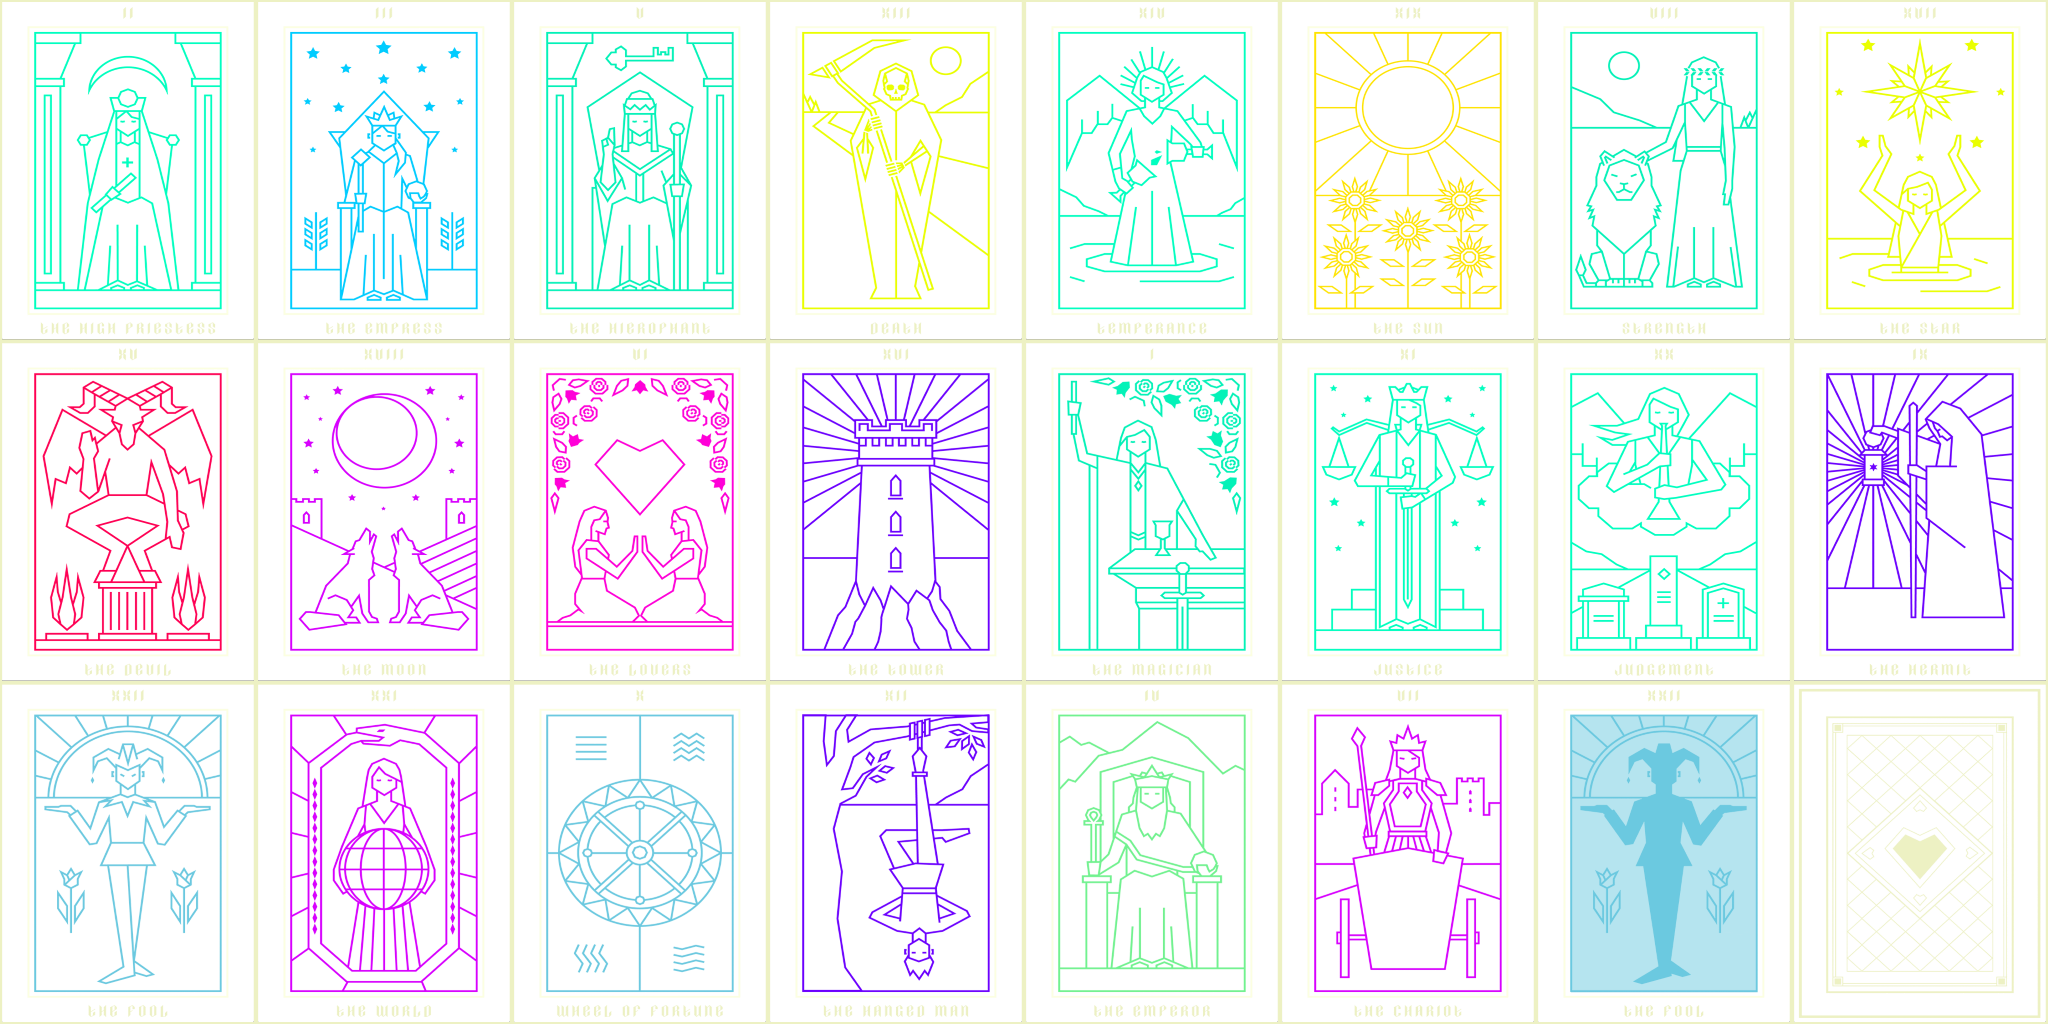 II
THE HIGH PRIESTESS
III
THE EMPRESS
V
THE HIEROPHANT
XIII
DEATH
XIV
TEMPERANCE
XIX
THE SUN
VIII
STRENGTH
XVII
THE STAR
XV
THE DEVIL
XVIII
THE MOON
VI
THE LOVERS
XVI
THE TOWER
I
THE MAGICIAN
XI
JUSTICE
XX
JUDGEMENT
IX
THE HERMIT
XXII
THE FOOL
XXI
THE WORLD
X
WHEEL OF FORTUNE
XII
THE HANGED MAN
IV
THE EMPEROR
VII
THE CHARIOT
XXII
THE FOOL